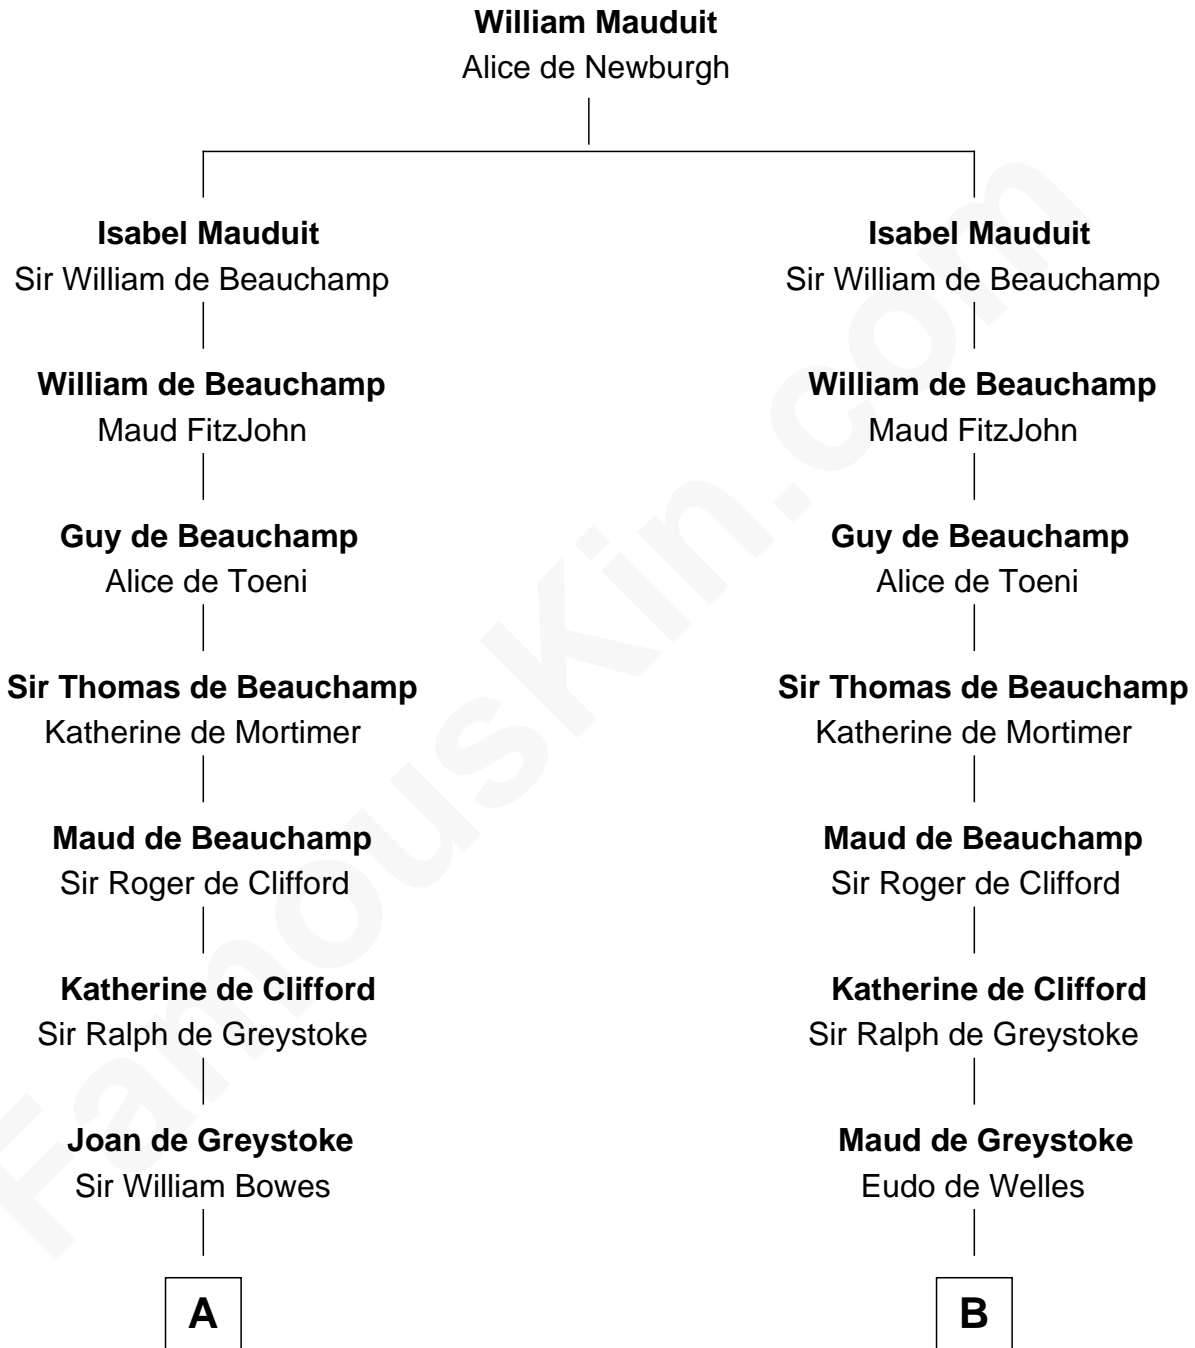 William Mauduit
Alice de Newburgh
Isabel Mauduit
Sir William de Beauchamp
William de Beauchamp
Maud FitzJohn
Guy de Beauchamp
Alice de Toeni
Sir Thomas de Beauchamp
Katherine de Mortimer
Maud de Beauchamp
Sir Roger de Clifford
Katherine de Clifford
Sir Ralph de Greystoke
Joan de Greystoke
Sir William Bowes
A
Isabel Mauduit
Sir William de Beauchamp
William de Beauchamp
Maud FitzJohn
Guy de Beauchamp
Alice de Toeni
Sir Thomas de Beauchamp
Katherine de Mortimer
Maud de Beauchamp
Sir Roger de Clifford
Katherine de Clifford
Sir Ralph de Greystoke
Maud de Greystoke
Eudo de Welles
B
FamousKin.com